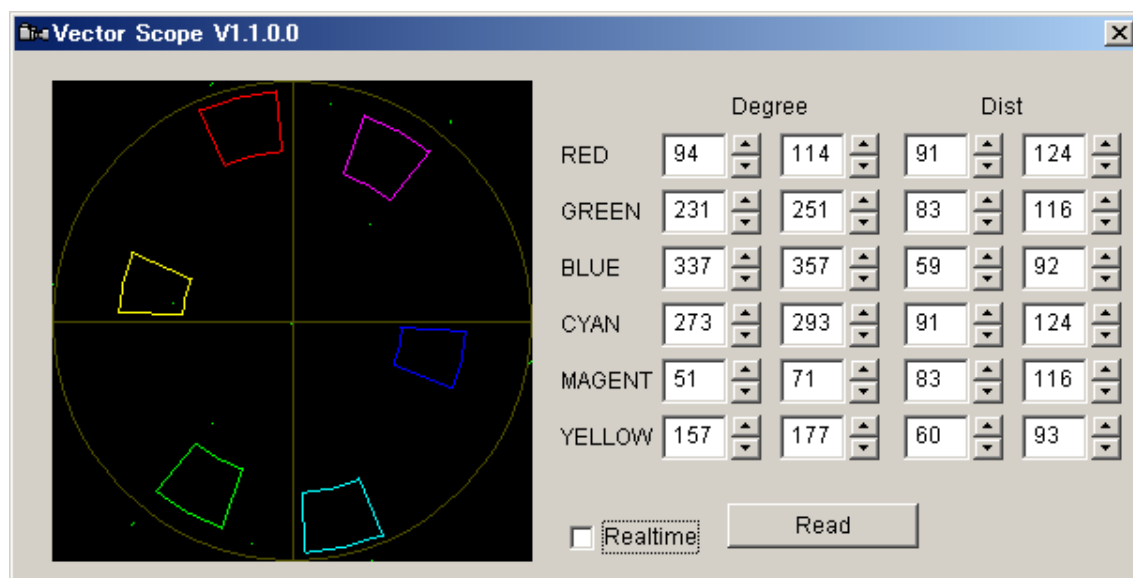 Vector Scope V1.1.0.0
Degree Dist
RED 94 114 91 124
GREEN 231 251 83 116
BLUE 337 357 59 92
CYAN 273 293 91 124
MAGENT 51 71 83 116
YELLOW 157 177 60 93
Realtime Read